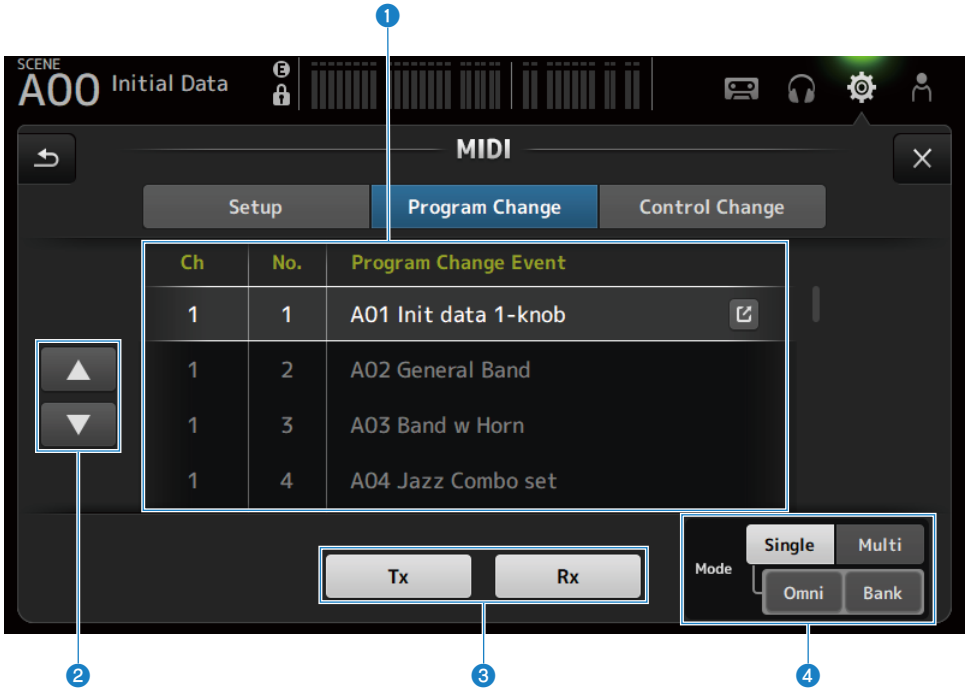 1
SCENE
A00 Initial Data
E
MIDI
Setup Program Change Control Change
Ch No. Program Change Event
1 1 A01 Init data 1-knob
1 2 A02 General Band
1 3 A03 Band w Horn
1 4 A04 Jazz Combo set
Tx Rx
Mode Single Multi
Omni Bank
2 3 4